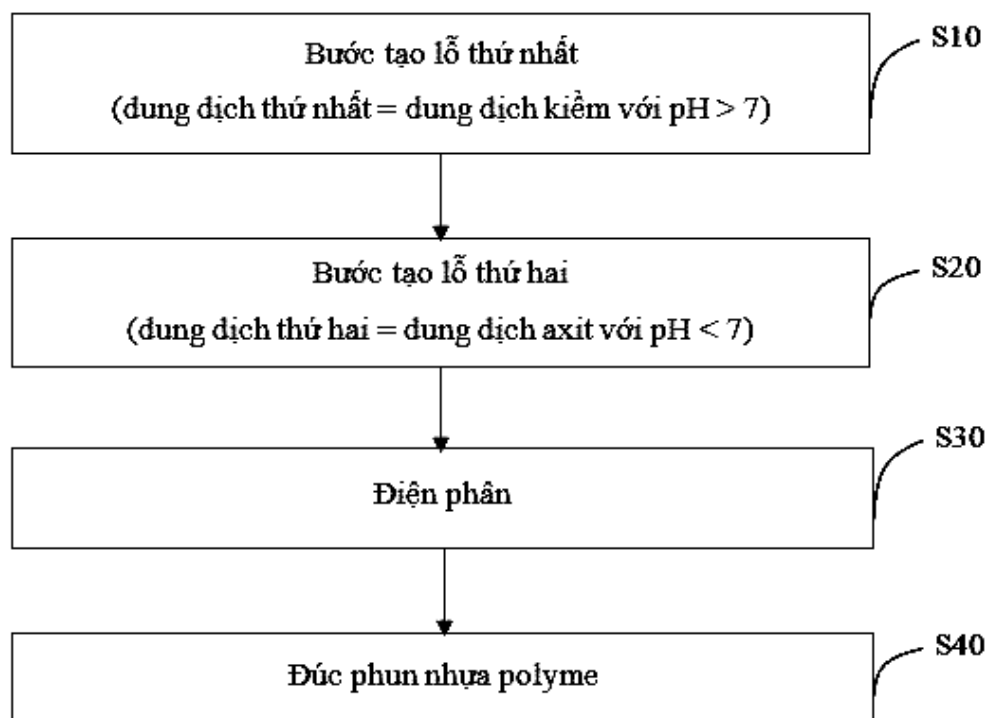 Bước tạo lỗ thứ nhất
(dung dịch thứ nhất = dung dịch kiềm với pH > 7)
S10
Bước tạo lỗ thứ hai
(dung dịch thứ hai = dung dịch axit với pH < 7)
S20
Điện phân
S30
Đúc phun nhựa polyme
S40